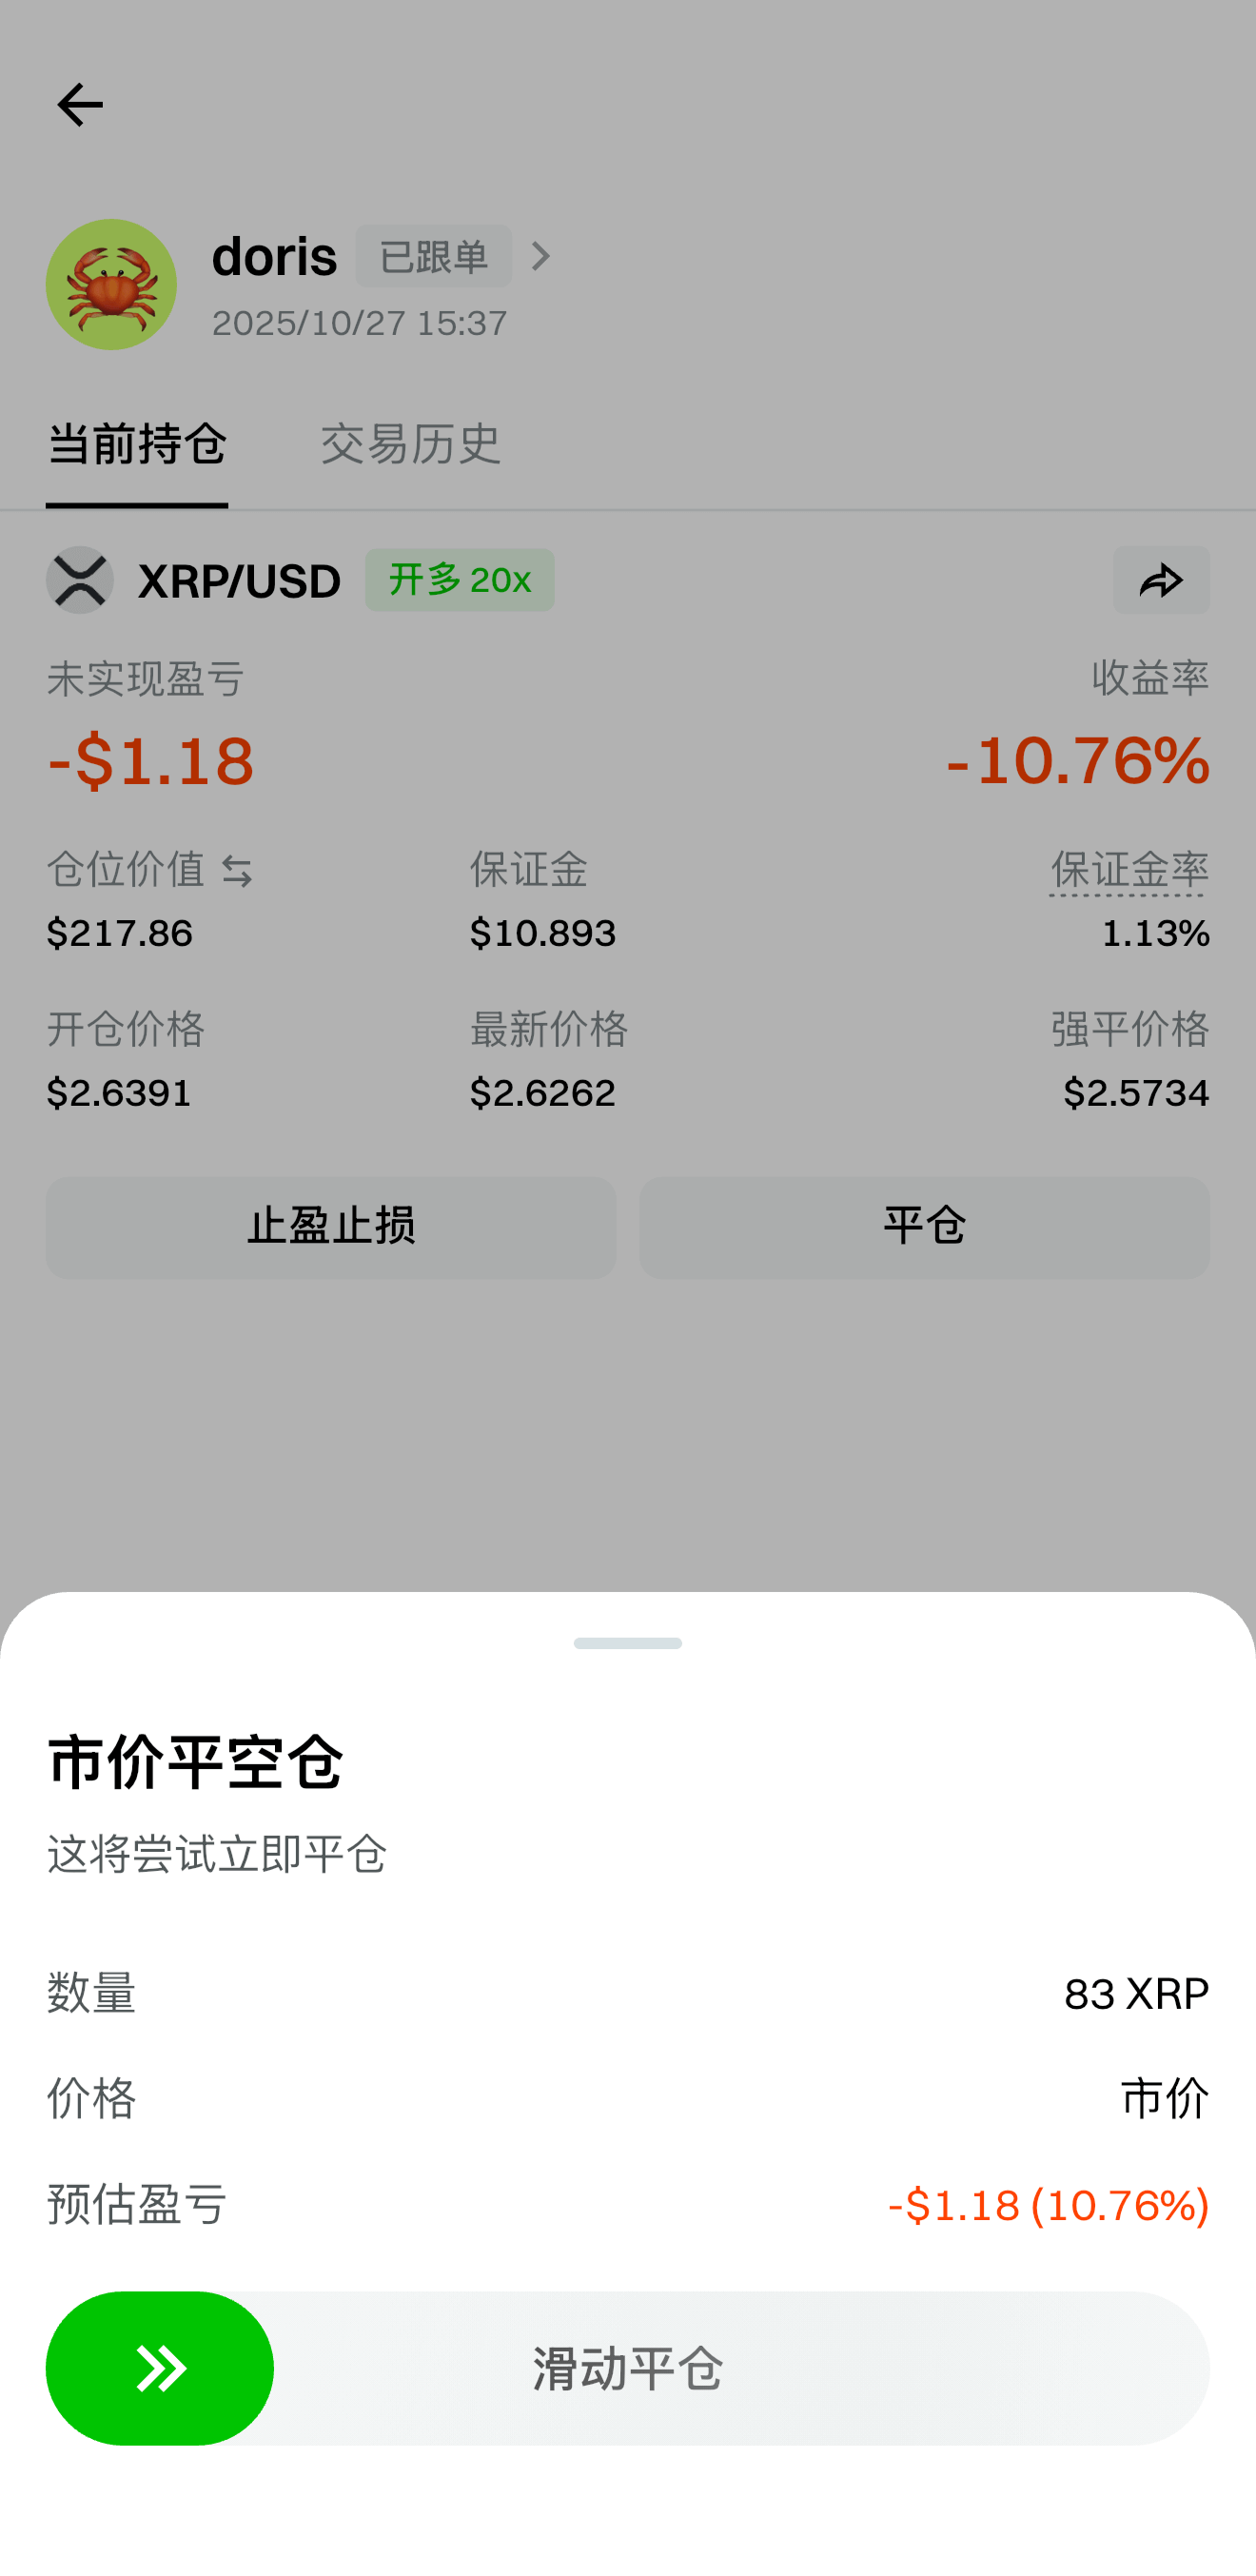 doris 已跟单
2025/10/27 15:37
当前持仓 交易历史
XRP/USD 开多 20x
未实现盈亏 收益率
-$1.18 -10.76%
仓位价值 保证金 保证金率
$217.86 $10.893 1.13%
开仓价格 最新价格 强平价格
$2.6391 $2.6262 $2.5734
止盈止损 平仓
市价平空仓
这将尝试立即平仓
数量 83 XRP
价格 市价
预估盈亏 -$1.18 (10.76%)
滑动平仓